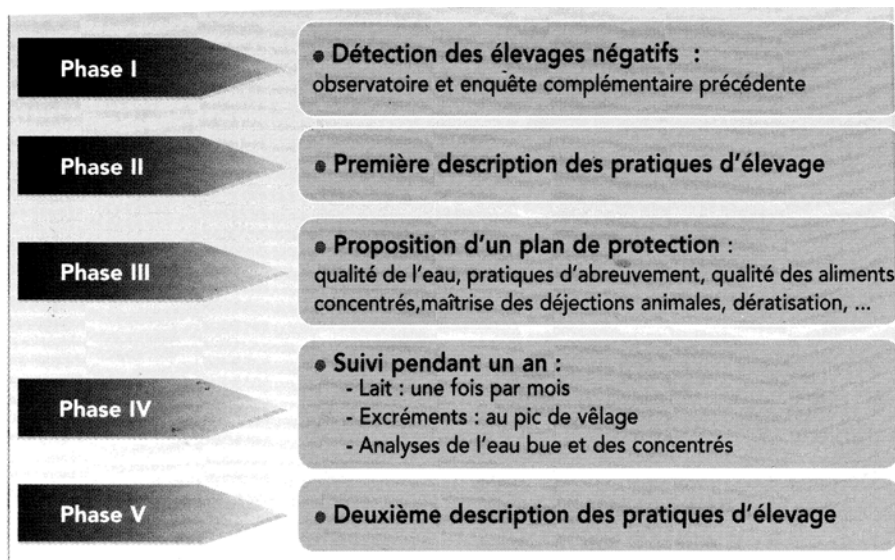 Phase I
• Détection des élevages négatifs :
observatoire et enquête complémentaire précédente
Phase II
• Première description des pratiques d'élevage
Phase III
• Proposition d'un plan de protection :
qualité de l'eau, pratiques d'abreuvement, qualité des aliments
concentrés,maîtrise des déjections animales, dératisation, ...
Phase IV
• Suivi pendant un an :
- Lait : une fois par mois
- Excréments : au pic de vêlage
- Analyses de l'eau bue et des concentrés
Phase V
• Deuxième description des pratiques d'élevage